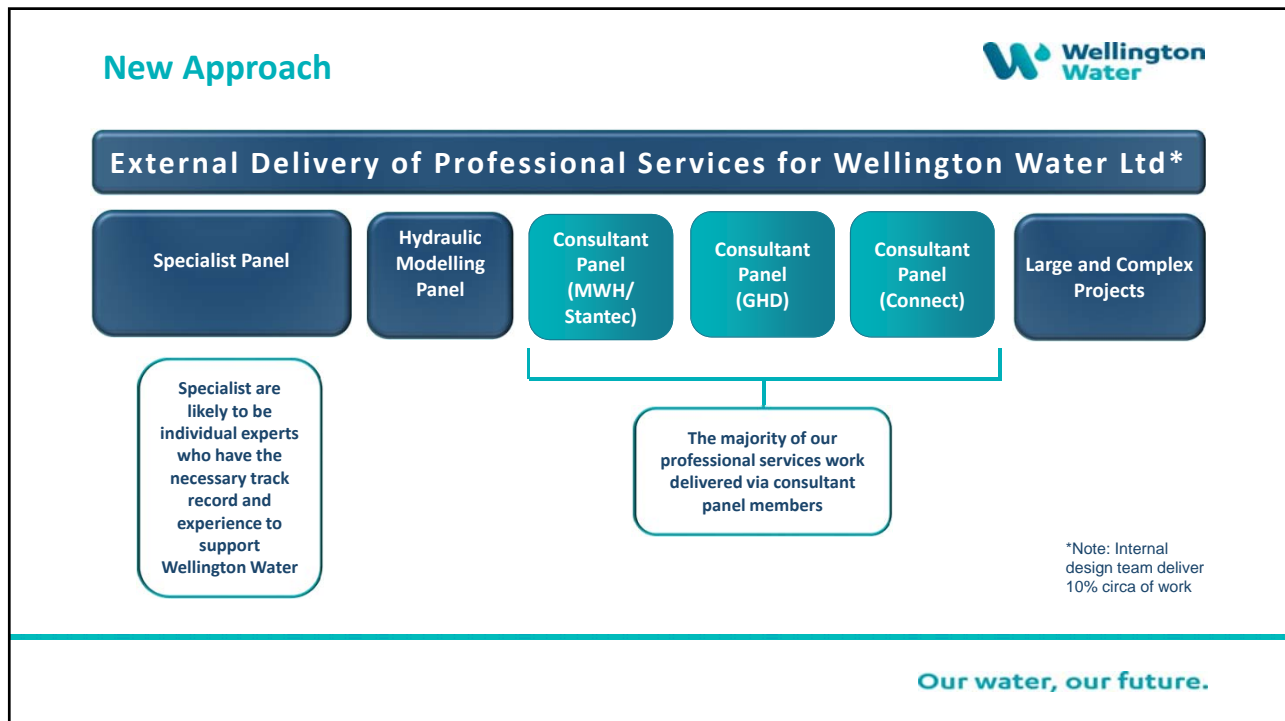 New Approach
Wellington
Water
External Delivery of Professional Services for Wellington Water Ltd*
Specialist Panel
Hydraulic
Modelling
Panel
Consultant
Panel
(MWH/
Stantec)
Consultant
Panel
(GHD)
Consultant
Panel
(Connect)
Large and Complex
Projects
Specialist are
likely to be
individual experts
who have the
necessary track
record and
experience to
support
Wellington Water
The majority of our
professional services work
delivered via consultant
panel members
*Note: Internal
design team deliver
10% circa of work
Our water, our future.